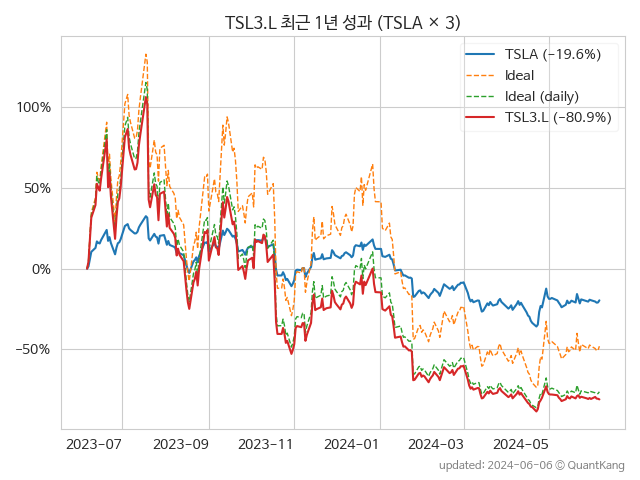 TSL3.L 최근 1년 성과 (TSLA × 3)
TSLA (−19.6%)
Ideal
Ideal (daily)
TSL3.L (−80.9%)
100%
50%
0%
−50%
2023-07 2023-09 2023-11 2024-01 2024-03 2024-05
updated: 2024-06-06 © QuantKang